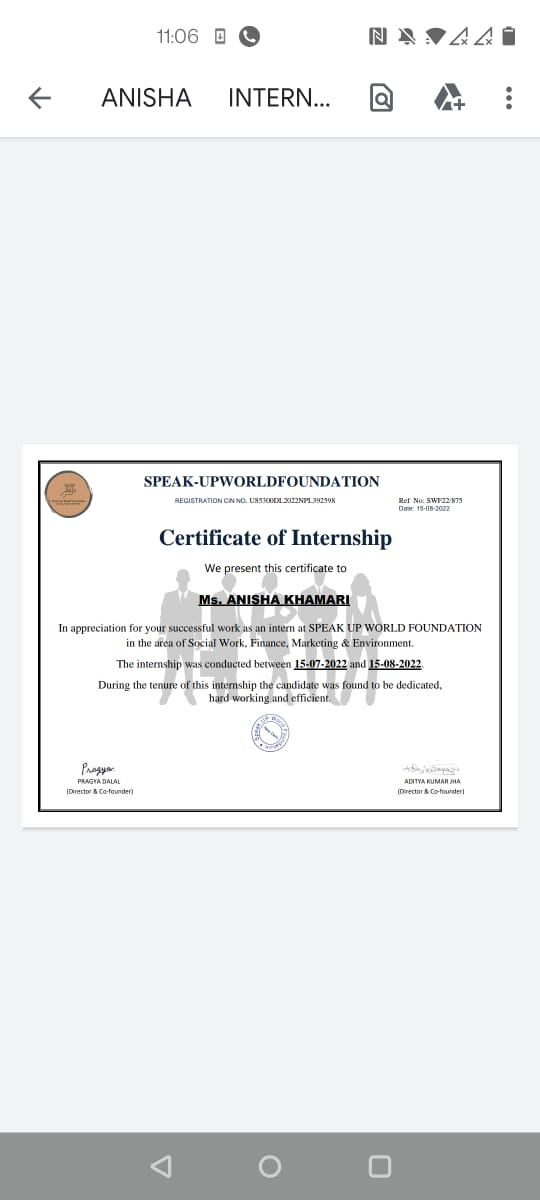 11:06
ANISHA INTERN...
SPEAK-UPWORLDFOUNDATION
REGISTRATION CIN NO. U85300DL2022NPL392598
Ref No: SWF22/875
Date: 15-08-2022
Certificate of Internship
We present this certificate to
Ms. ANISHA KHAMARI
In appreciation for your successful work as an intern at SPEAK UP WORLD FOUNDATION
in the area of Social Work, Finance, Marketing & Environment.
The internship was conducted between 15-07-2022 and 15-08-2022.
During the tenure of this internship the candidate was found to be dedicated,
hard working and efficient.
Speak UP World Foundation
New Delhi
Pragya
PRAGYA DALAL
ADITYA KUMAR JHA
(Director & Co-founder)
(Director & Co-founder)